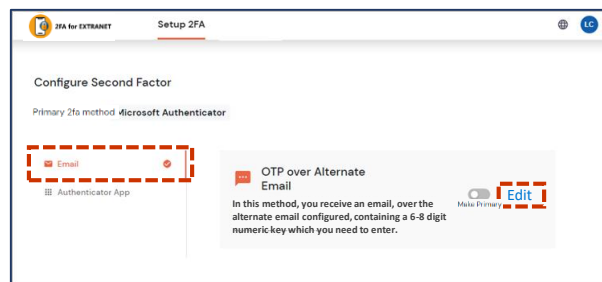 2FA for EXTRANET
Setup 2FA
LC
Configure Second Factor
Primary 2fa method Microsoft Authenticator
Email
Authenticator App
OTP over Alternate
Email
In this method, you receive an email, over the
alternate email configured, containing a 6-8 digit
numeric key which you need to enter.
Make Primary
Edit